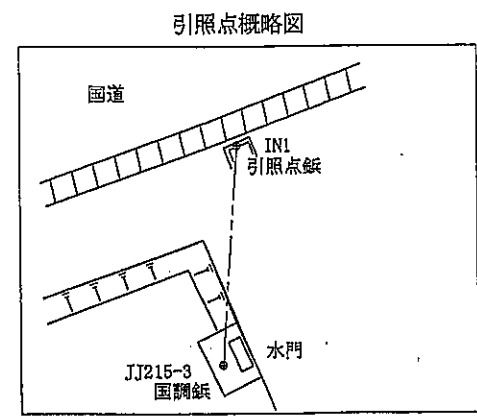 引照点概略図
国道
IN1
引照点鋲
水門
JJ215-3
国調鋲